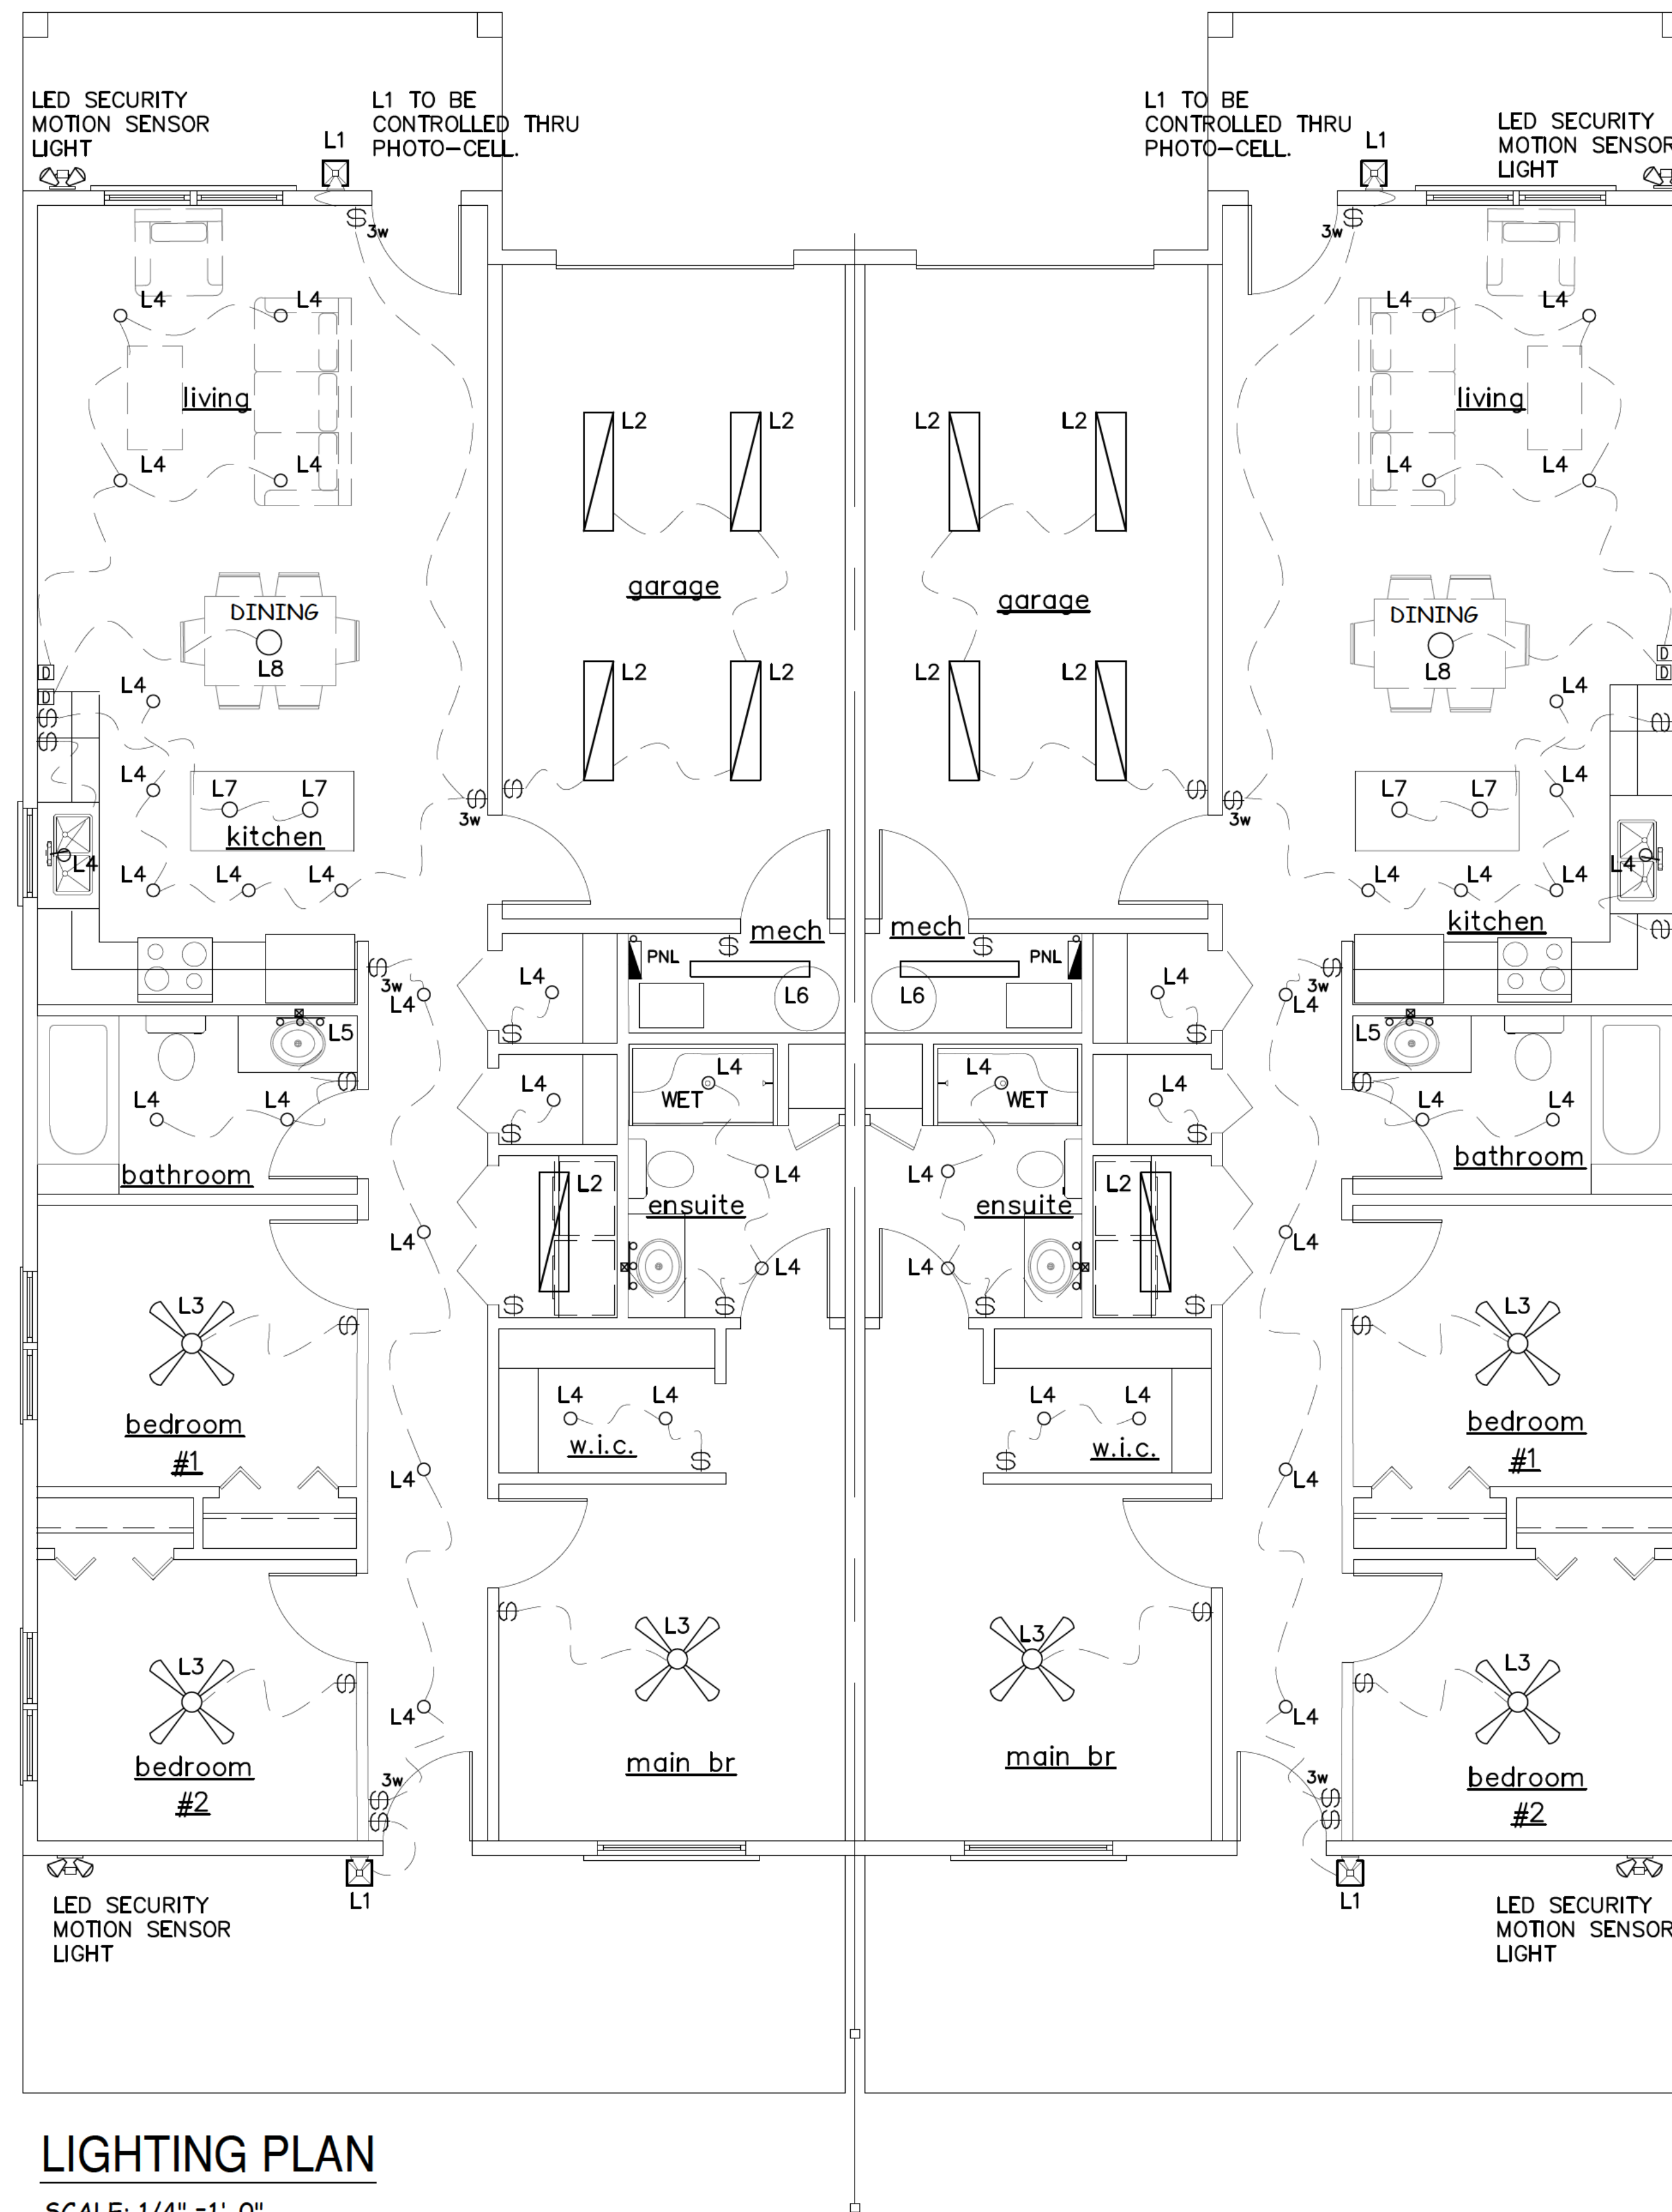 LED SECURITY
MOTION SENSOR
LIGHT
L1 TO BE
CONTROLLED THRU
PHOTO-CELL.
L1
L1 TO BE
CONTROLLED THRU
PHOTO-CELL.
L1
LED SECURITY
MOTION SENSOR
LIGHT
$ 3w
$ 3w
L4 L4
L4 L4
living
living
L4 L4
L4 L4
L2 L2
L2 L2
garage
garage
DINING
L8
DINING
L8
L2 L2
L2 L2
D
D
$
$
D
D
$
L4
L4
L4
L4
L7 L7
L7 L7
kitchen
$ 3w
$
$
$ 3w
L4
L4 L4 L4
L4 L4 L4
L4
kitchen
$
mech
mech
$ PNL
$ PNL
$ 3w
L4
L4
L6
L6
L4
$ 3w
L4
$
$
L5
$
L5
$
L4
L4
WET
L4
WET
L4
$
$
L4 L4
bathroom
L4 L4
bathroom
L2
ensuite
L4
L4
ensuite
L2
L4
L4
L4
L4
$
$
$
$
L3
$
L3
$
bedroom
#1
bedroom
#1
L4 L4
w.i.c.
$
L4 L4
w.i.c.
$
L4
L4
$
L3
L3
$
L3
$
L3
$
L4
L4
bedroom
#2
main br
main br
bedroom
#2
3w
$
$
3w
$
$
L1
L1
LED SECURITY
MOTION SENSOR
LIGHT
LED SECURITY
MOTION SENSOR
LIGHT
LIGHTING PLAN
SCALE: 1/4" =1'-0"